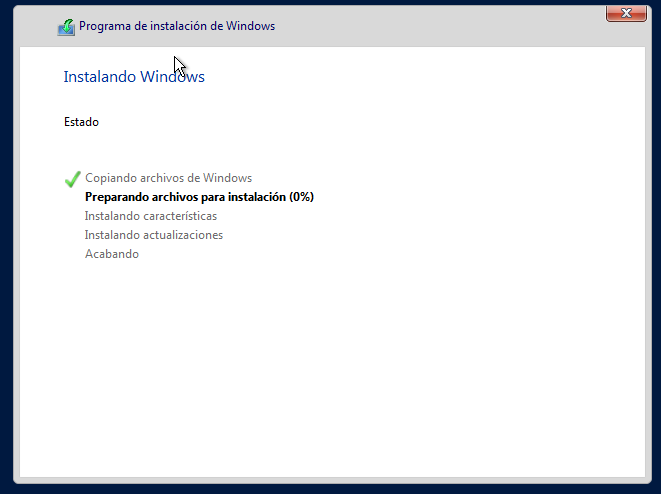 Programa de instalación de Windows
Instalando Windows
Estado
Copiando archivos de Windows
Preparando archivos para instalación (0%)
Instalando características
Instalando actualizaciones
Acabando